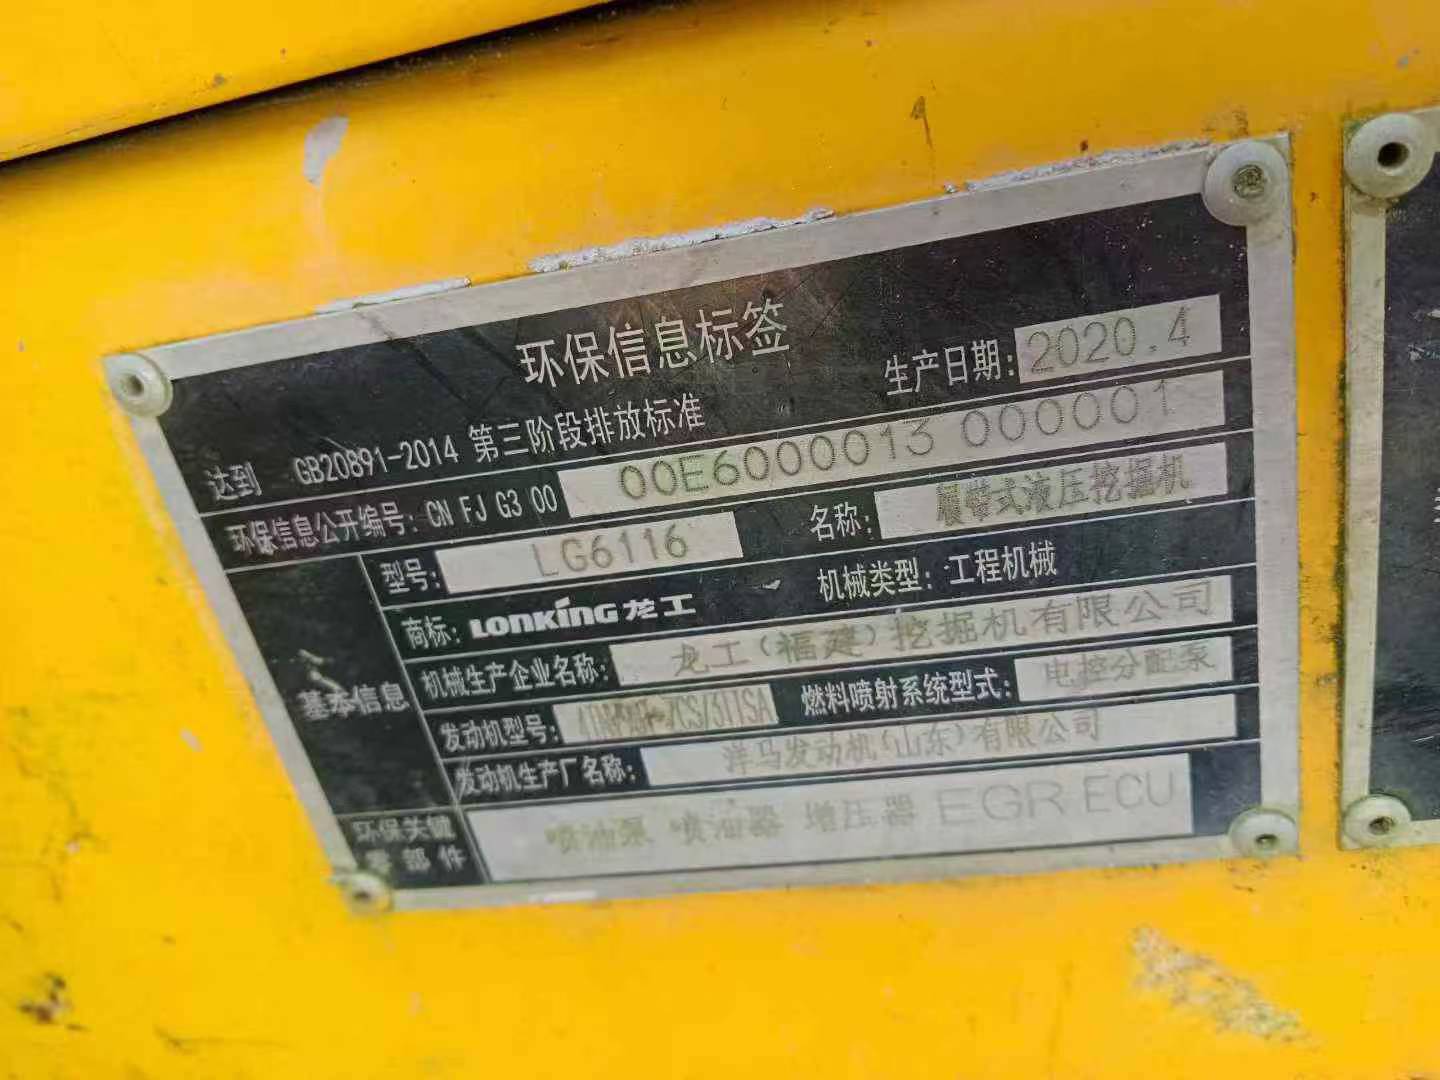 环保信息标签
达到 GB20891-2014 第三阶段排放标准 生产日期: 2020.4
环保信息公开编号: CN FJ G3 00 00E6000013 000001
基本信息
型号: LG6116 名称: 履带式液压挖掘机
商标: LONKING 龙工 机械类型: 工程机械
机械生产企业名称: 龙工(福建)挖掘机有限公司
发动机型号: 燃料喷射系统型式: 电控分配泵
发动机生产厂名称: 洋马发动机(山东)有限公司
环保关键零部件 喷油泵 喷油器 增压器 EGR ECU